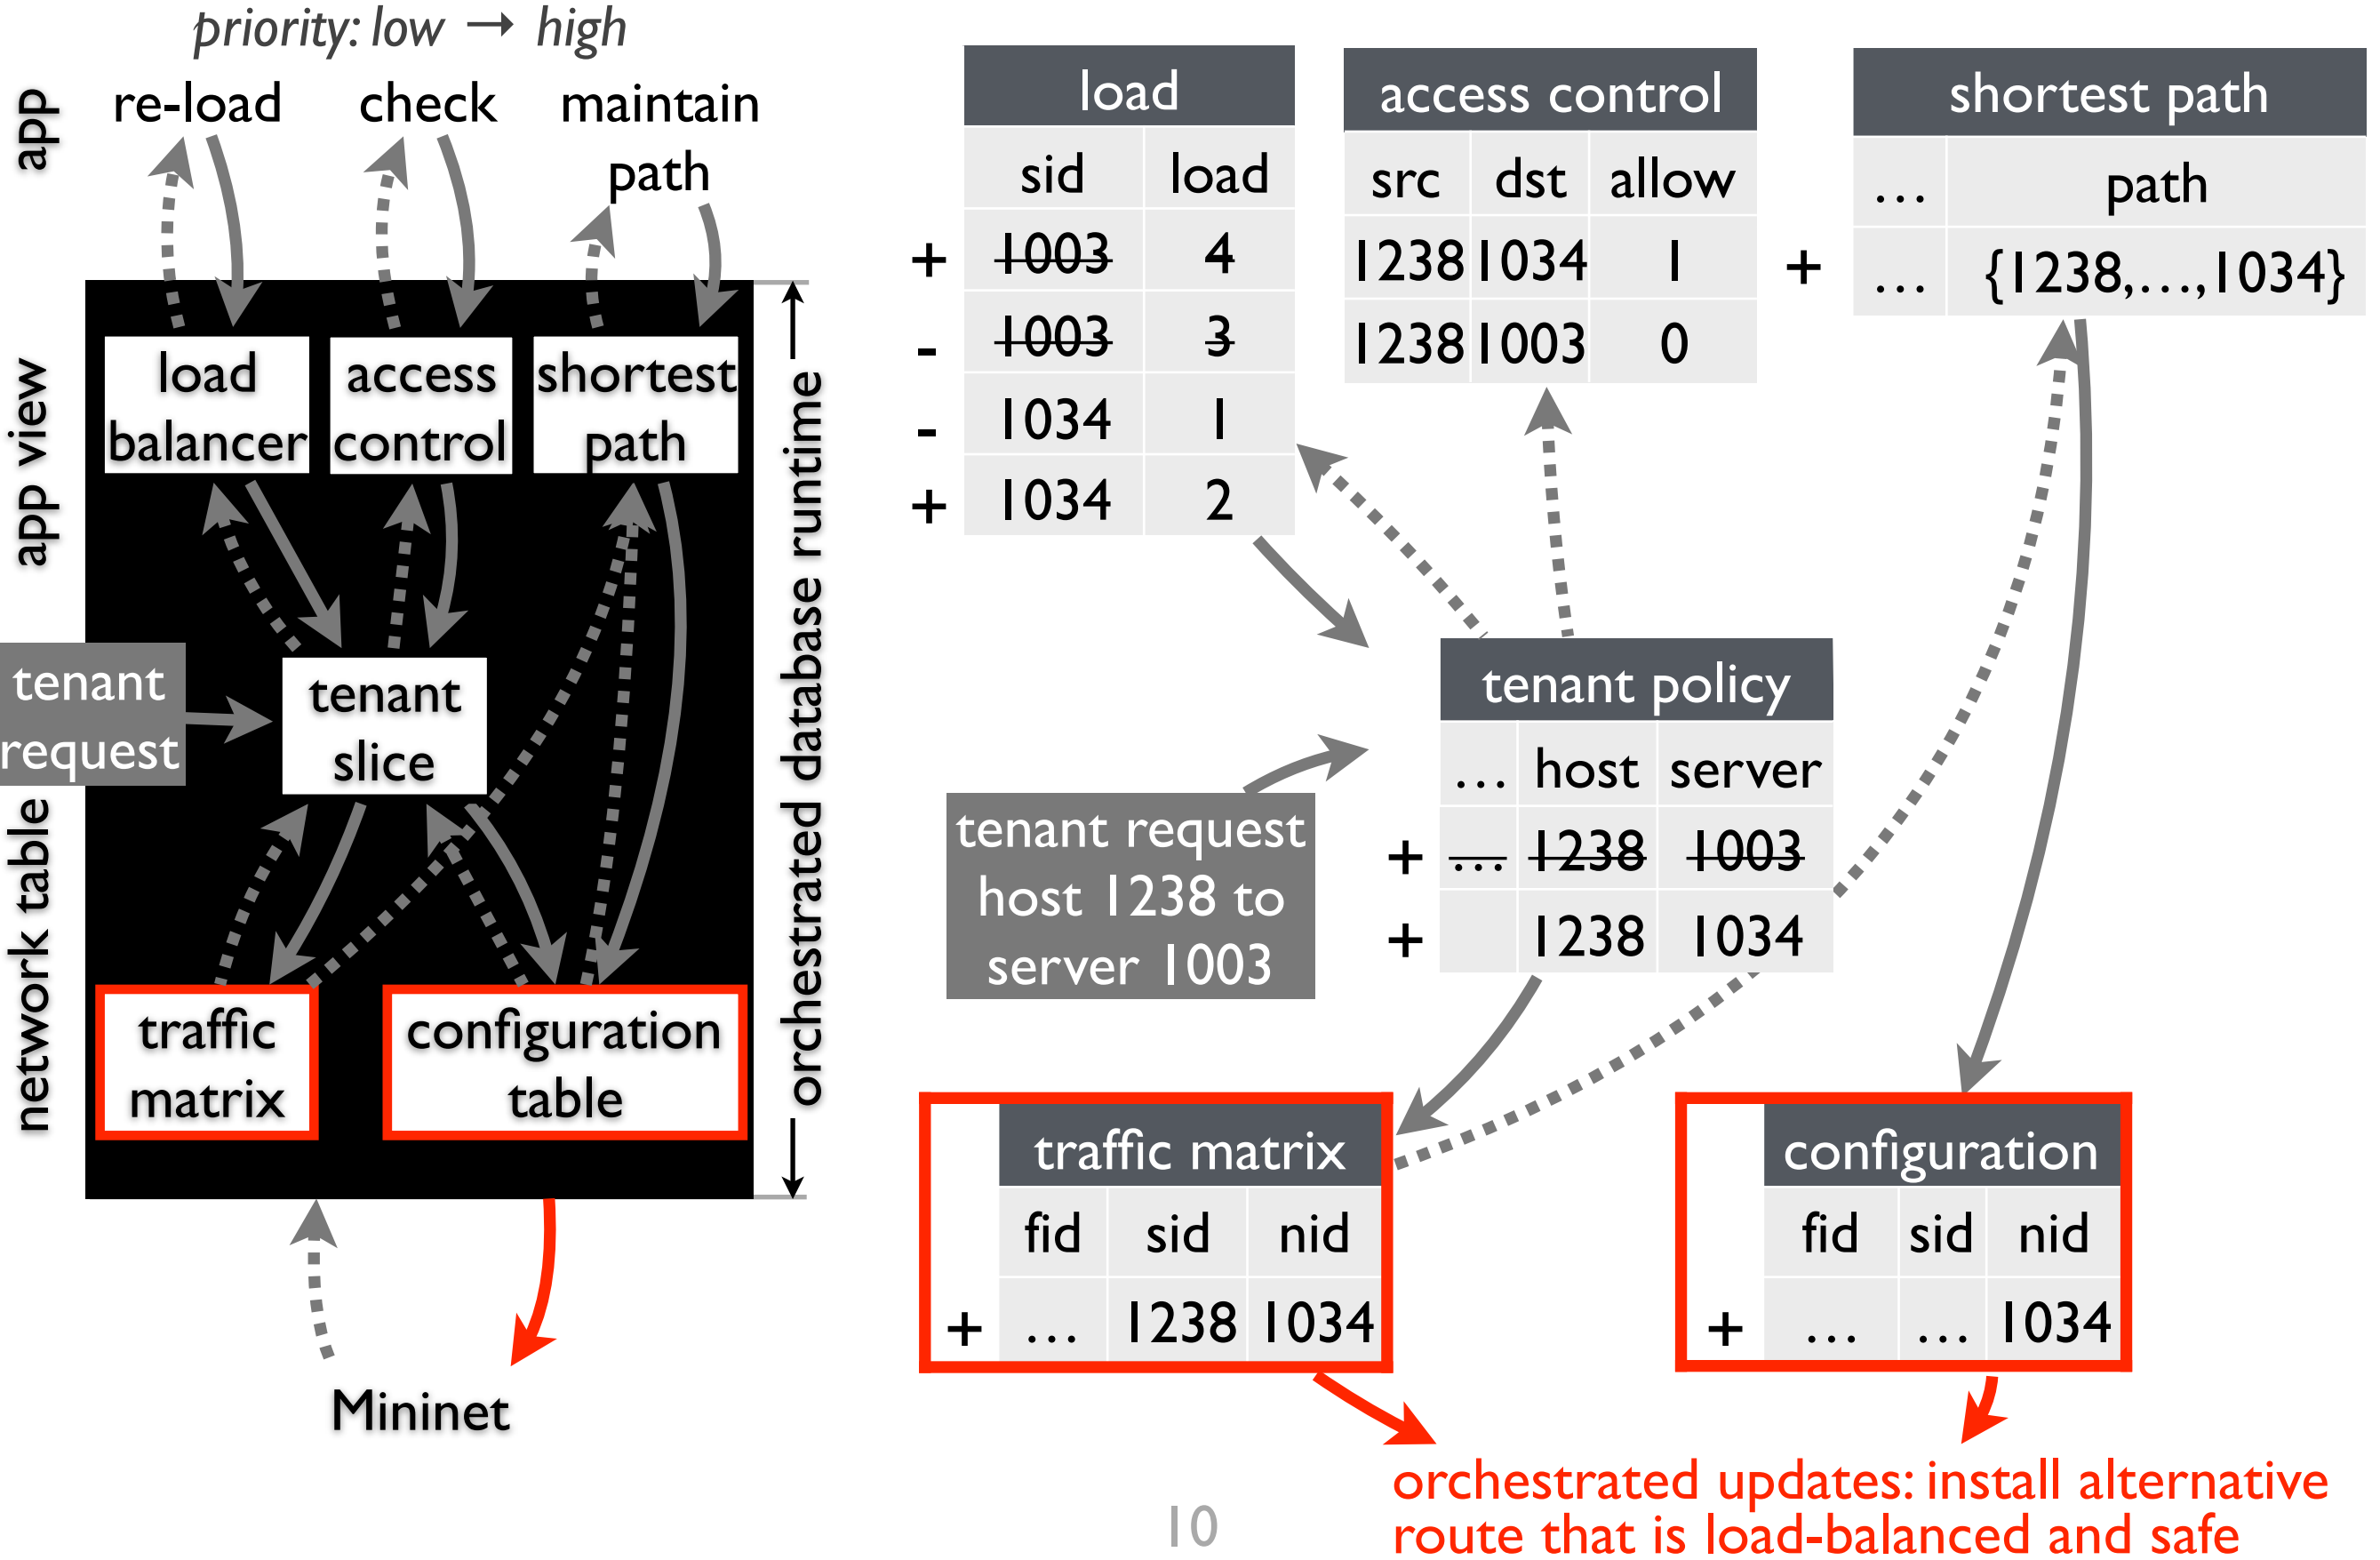 priority: low → high
app
re-load check maintain
path
app view
load
balancer
access
control
shortest
path
orchestrated database runtime
tenant
request
tenant
slice
network table
traffic
matrix
configuration
table
Mininet
load
sid load
+ 1003 4
- 1003 3
- 1034 1
+ 1034 2
access control
src dst allow
1238 1034 1
1238 1003 0
shortest path
... path
+ ... {1238,...,1034}
tenant request
host 1238 to
server 1003
tenant policy
... host server
+ ... 1238 1003
+ 1238 1034
traffic matrix
fid sid nid
+ ... 1238 1034
configuration
fid sid nid
+ ... ... 1034
orchestrated updates: install alternative
route that is load-balanced and safe
10